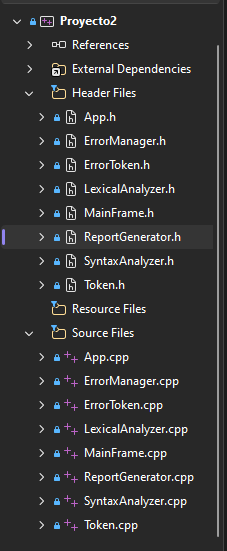 Proyecto2
References
External Dependencies
Header Files
App.h
ErrorManager.h
ErrorToken.h
LexicalAnalyzer.h
MainFrame.h
ReportGenerator.h
SyntaxAnalyzer.h
Token.h
Resource Files
Source Files
App.cpp
ErrorManager.cpp
ErrorToken.cpp
LexicalAnalyzer.cpp
MainFrame.cpp
ReportGenerator.cpp
SyntaxAnalyzer.cpp
Token.cpp